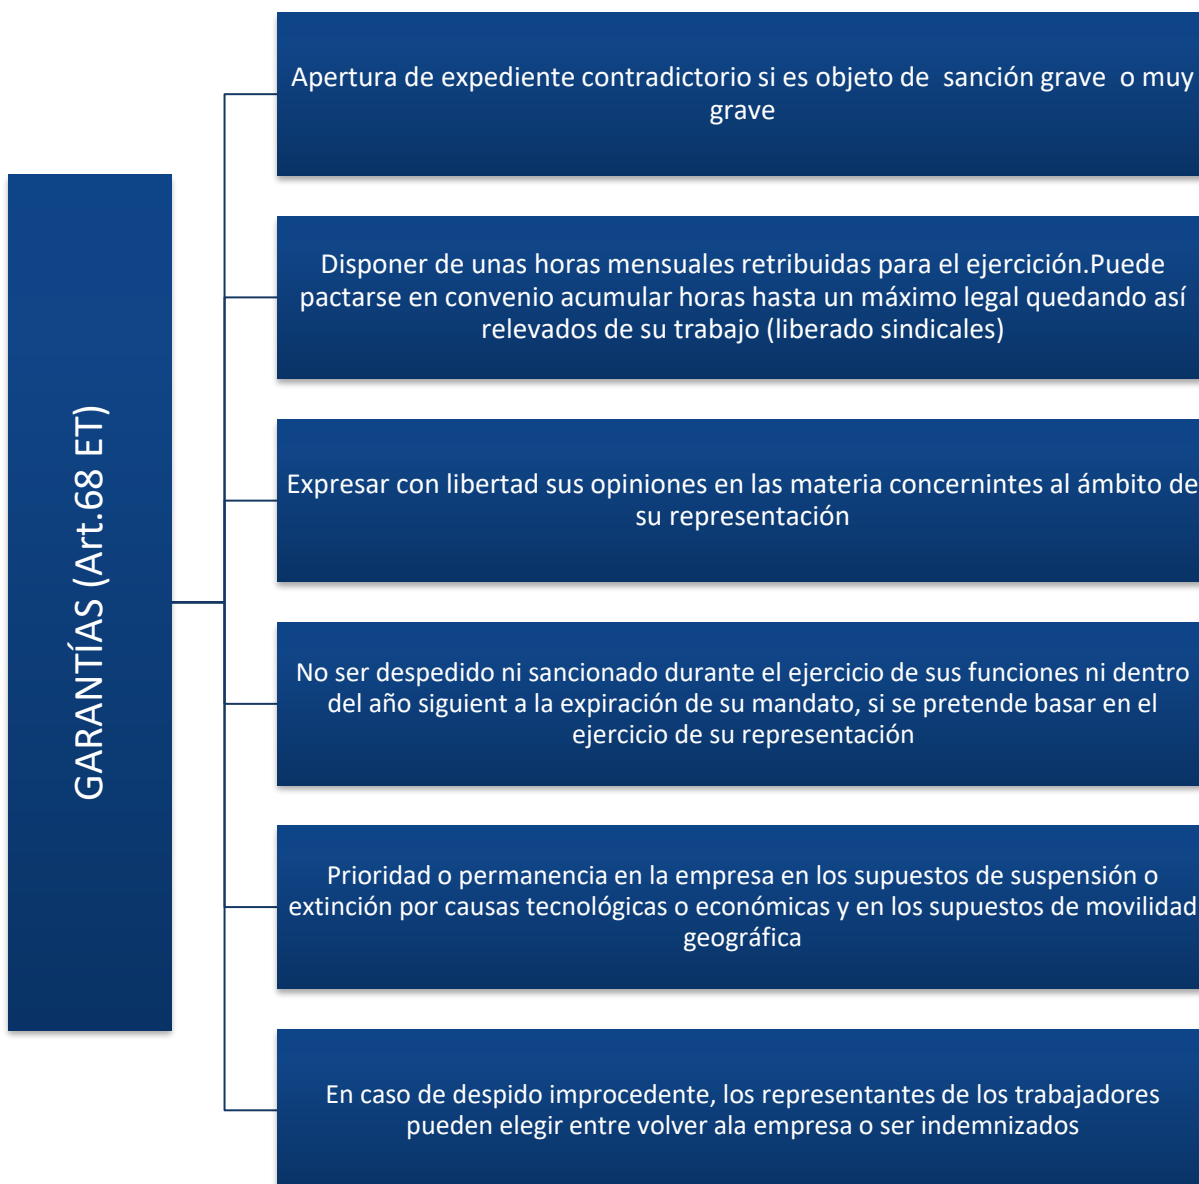 GARANTÍAS (Art.68 ET)
Apertura de expediente contradictorio si es objeto de  sanción grave  o muy
grave
Disponer de unas horas mensuales retribuidas para el ejercición.Puede
pactarse en convenio acumular horas hasta un máximo legal quedando así
relevados de su trabajo (liberado sindicales)
Expresar con libertad sus opiniones en las materia concernintes al ámbito de
su representación
No ser despedido ni sancionado durante el ejercicio de sus funciones ni dentro
del año siguient a la expiración de su mandato, si se pretende basar en el
ejercicio de su representación
Prioridad o permanencia en la empresa en los supuestos de suspensión o
extinción por causas tecnológicas o económicas y en los supuestos de movilidad
geográfica
En caso de despido improcedente, los representantes de los trabajadores
pueden elegir entre volver ala empresa o ser indemnizados